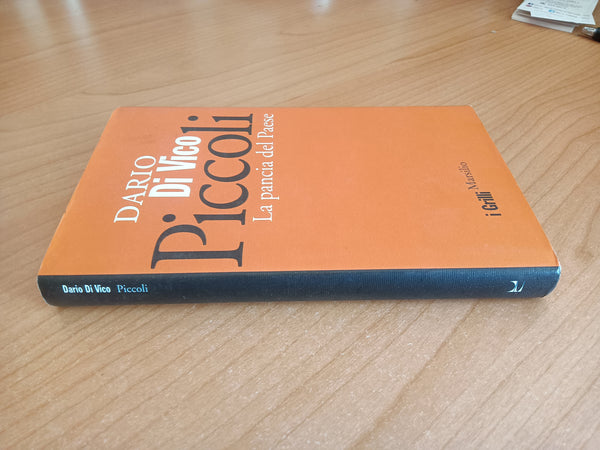 DARIO
Di Vico
Piccoli
La pancia del Paese
i Grilli Marsilio
Dario Di Vico Piccoli